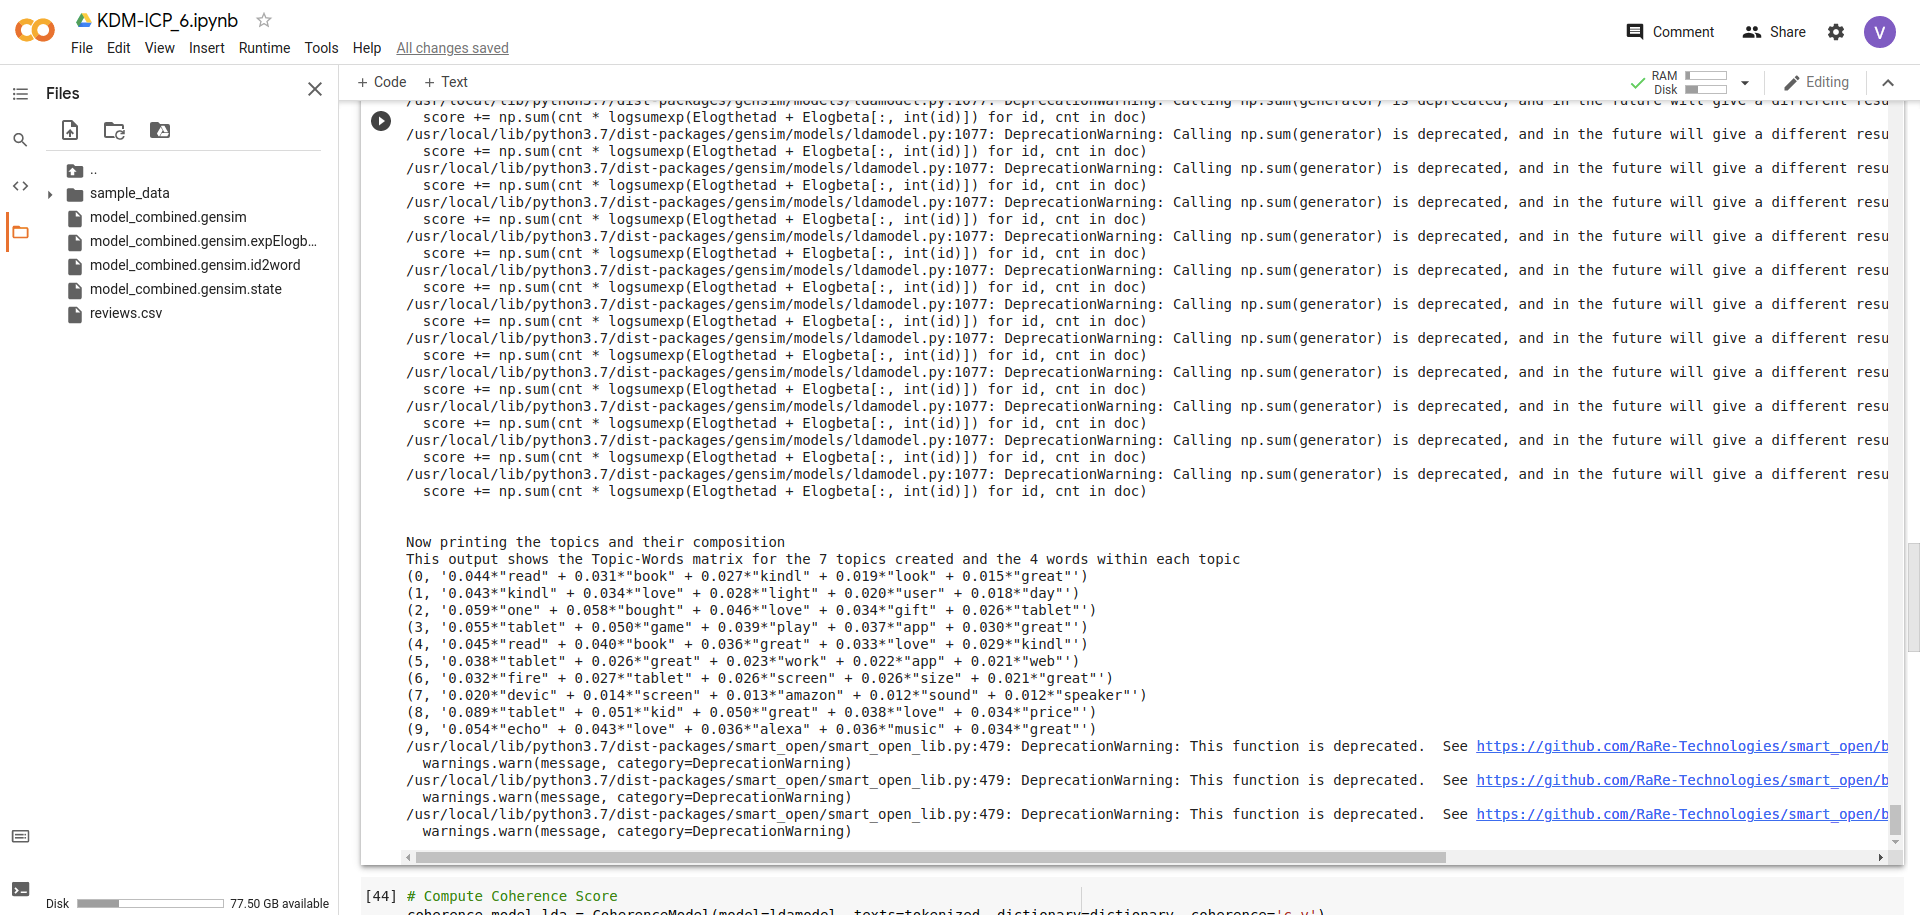 KDM-ICP_6.ipynb
File Edit View Insert Runtime Tools Help All changes saved
Comment Share V
Files
+ Code + Text
RAM
Disk
Editing
..
sample_data
model_combined.gensim
model_combined.gensim.expElogb...
model_combined.gensim.id2word
model_combined.gensim.state
reviews.csv
Disk 77.50 GB available
/usr/local/lib/python3.7/dist-packages/gensim/models/ldamodel.py:1077: DeprecationWarning: Calling np.sum(generator) is deprecated, and in the future will give a different resu
score += np.sum(cnt * logsumexp(Elogthetad + Elogbeta[:, int(id)]) for id, cnt in doc)
/usr/local/lib/python3.7/dist-packages/gensim/models/ldamodel.py:1077: DeprecationWarning: Calling np.sum(generator) is deprecated, and in the future will give a different resu
score += np.sum(cnt * logsumexp(Elogthetad + Elogbeta[:, int(id)]) for id, cnt in doc)
/usr/local/lib/python3.7/dist-packages/gensim/models/ldamodel.py:1077: DeprecationWarning: Calling np.sum(generator) is deprecated, and in the future will give a different resu
score += np.sum(cnt * logsumexp(Elogthetad + Elogbeta[:, int(id)]) for id, cnt in doc)
/usr/local/lib/python3.7/dist-packages/gensim/models/ldamodel.py:1077: DeprecationWarning: Calling np.sum(generator) is deprecated, and in the future will give a different resu
score += np.sum(cnt * logsumexp(Elogthetad + Elogbeta[:, int(id)]) for id, cnt in doc)
/usr/local/lib/python3.7/dist-packages/gensim/models/ldamodel.py:1077: DeprecationWarning: Calling np.sum(generator) is deprecated, and in the future will give a different resu
score += np.sum(cnt * logsumexp(Elogthetad + Elogbeta[:, int(id)]) for id, cnt in doc)
/usr/local/lib/python3.7/dist-packages/gensim/models/ldamodel.py:1077: DeprecationWarning: Calling np.sum(generator) is deprecated, and in the future will give a different resu
score += np.sum(cnt * logsumexp(Elogthetad + Elogbeta[:, int(id)]) for id, cnt in doc)
/usr/local/lib/python3.7/dist-packages/gensim/models/ldamodel.py:1077: DeprecationWarning: Calling np.sum(generator) is deprecated, and in the future will give a different resu
score += np.sum(cnt * logsumexp(Elogthetad + Elogbeta[:, int(id)]) for id, cnt in doc)
/usr/local/lib/python3.7/dist-packages/gensim/models/ldamodel.py:1077: DeprecationWarning: Calling np.sum(generator) is deprecated, and in the future will give a different resu
score += np.sum(cnt * logsumexp(Elogthetad + Elogbeta[:, int(id)]) for id, cnt in doc)
/usr/local/lib/python3.7/dist-packages/gensim/models/ldamodel.py:1077: DeprecationWarning: Calling np.sum(generator) is deprecated, and in the future will give a different resu
score += np.sum(cnt * logsumexp(Elogthetad + Elogbeta[:, int(id)]) for id, cnt in doc)
/usr/local/lib/python3.7/dist-packages/gensim/models/ldamodel.py:1077: DeprecationWarning: Calling np.sum(generator) is deprecated, and in the future will give a different resu
score += np.sum(cnt * logsumexp(Elogthetad + Elogbeta[:, int(id)]) for id, cnt in doc)
/usr/local/lib/python3.7/dist-packages/gensim/models/ldamodel.py:1077: DeprecationWarning: Calling np.sum(generator) is deprecated, and in the future will give a different resu
score += np.sum(cnt * logsumexp(Elogthetad + Elogbeta[:, int(id)]) for id, cnt in doc)
/usr/local/lib/python3.7/dist-packages/gensim/models/ldamodel.py:1077: DeprecationWarning: Calling np.sum(generator) is deprecated, and in the future will give a different resu
score += np.sum(cnt * logsumexp(Elogthetad + Elogbeta[:, int(id)]) for id, cnt in doc)
Now printing the topics and their composition
This output shows the Topic-Words matrix for the 7 topics created and the 4 words within each topic
(0, '0.044*"read" + 0.031*"book" + 0.027*"kindl" + 0.019*"look" + 0.015*"great"')
(1, '0.043*"kindl" + 0.034*"love" + 0.028*"light" + 0.020*"user" + 0.018*"day"')
(2, '0.059*"one" + 0.058*"bought" + 0.046*"love" + 0.034*"gift" + 0.026*"tablet"')
(3, '0.055*"tablet" + 0.050*"game" + 0.039*"play" + 0.037*"app" + 0.030*"great"')
(4, '0.045*"read" + 0.040*"book" + 0.036*"great" + 0.033*"love" + 0.029*"kindl"')
(5, '0.038*"tablet" + 0.026*"great" + 0.023*"work" + 0.022*"app" + 0.021*"web"')
(6, '0.032*"fire" + 0.027*"tablet" + 0.026*"screen" + 0.026*"size" + 0.021*"great"')
(7, '0.020*"devic" + 0.014*"screen" + 0.013*"amazon" + 0.012*"sound" + 0.012*"speaker"')
(8, '0.089*"tablet" + 0.051*"kid" + 0.050*"great" + 0.038*"love" + 0.034*"price"')
(9, '0.054*"echo" + 0.043*"love" + 0.036*"alexa" + 0.036*"music" + 0.034*"great"')
/usr/local/lib/python3.7/dist-packages/smart_open/smart_open_lib.py:479: DeprecationWarning: This function is deprecated.  See https://github.com/RaRe-Technologies/smart_open/b
warnings.warn(message, category=DeprecationWarning)
/usr/local/lib/python3.7/dist-packages/smart_open/smart_open_lib.py:479: DeprecationWarning: This function is deprecated.  See https://github.com/RaRe-Technologies/smart_open/b
warnings.warn(message, category=DeprecationWarning)
/usr/local/lib/python3.7/dist-packages/smart_open/smart_open_lib.py:479: DeprecationWarning: This function is deprecated.  See https://github.com/RaRe-Technologies/smart_open/b
warnings.warn(message, category=DeprecationWarning)
[44] # Compute Coherence Score
coherence_model_lda = CoherenceModel(model=ldamodel, texts=tokenized, dictionary=dictionary, coherence='c_v')